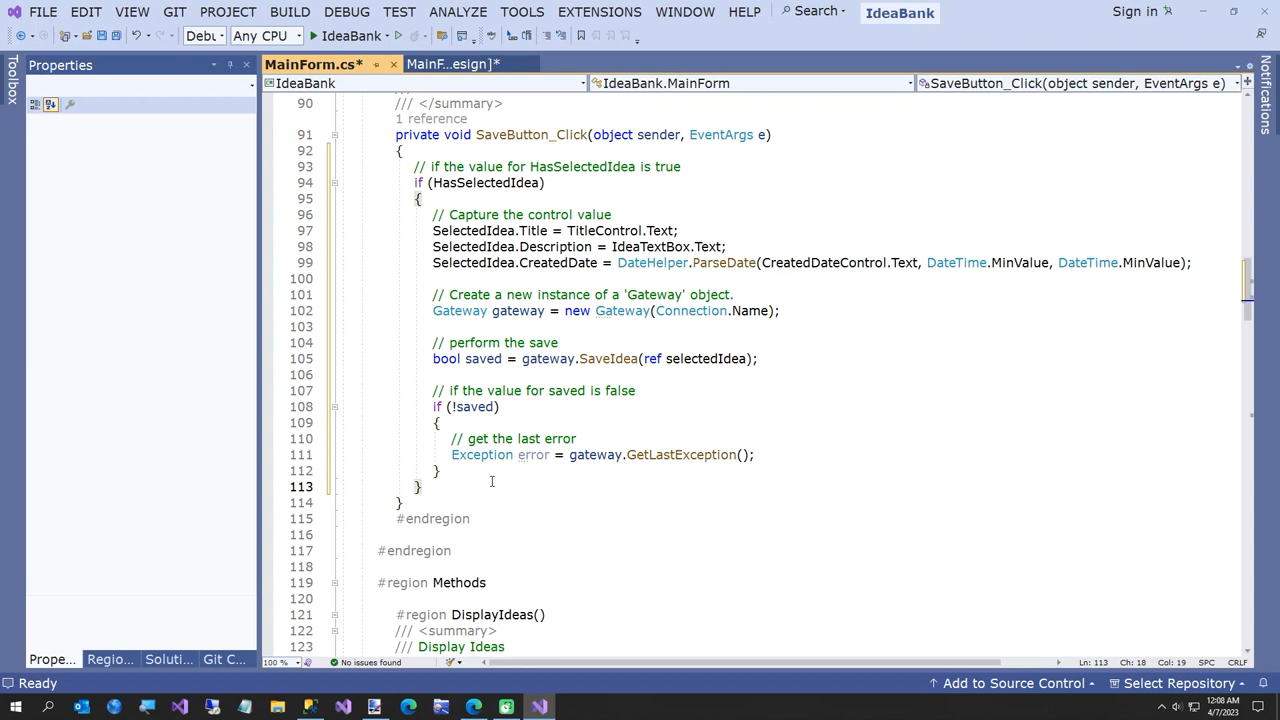 FILE EDIT VIEW GIT PROJECT BUILD DEBUG TEST ANALYZE TOOLS EXTENSIONS WINDOW HELP Search IdeaBank Sign in
Debu Any CPU IdeaBank
Toolbox
Properties
MainForm.cs* MainF...esign]*
IdeaBank IdeaBank.MainForm SaveButton_Click(object sender, EventArgs e)
Notifications
90 /// </summary>
1 reference
91 private void SaveButton_Click(object sender, EventArgs e)
92 {
93 // if the value for HasSelectedIdea is true
94 if (HasSelectedIdea)
95 {
96 // Capture the control value
97 SelectedIdea.Title = TitleControl.Text;
98 SelectedIdea.Description = IdeaTextBox.Text;
99 SelectedIdea.CreatedDate = DateHelper.ParseDate(CreatedDateControl.Text, DateTime.MinValue, DateTime.MinValue);
100
101 // Create a new instance of a 'Gateway' object.
102 Gateway gateway = new Gateway(Connection.Name);
103
104 // perform the save
105 bool saved = gateway.SaveIdea(ref selectedIdea);
106
107 // if the value for saved is false
108 if (!saved)
109 {
110 // get the last error
111 Exception error = gateway.GetLastException();
112 }
113 }
114 }
115 #endregion
116
117 #endregion
118
119 #region Methods
120
121 #region DisplayIdeas()
122 /// <summary>
123 /// Display Ideas
Prope... Regio... Soluti... Git C...
100 % No issues found Ln: 113 Ch: 18 Col: 19 SPC CRLF
Ready Add to Source Control Select Repository
12:08 AM
4/7/2023